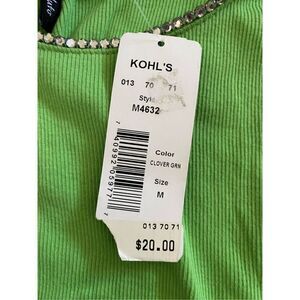 KOHL'S
013 70 71
Style
M4632
Color
CLOVER GRN
Size
M
013 70 71
$20.00